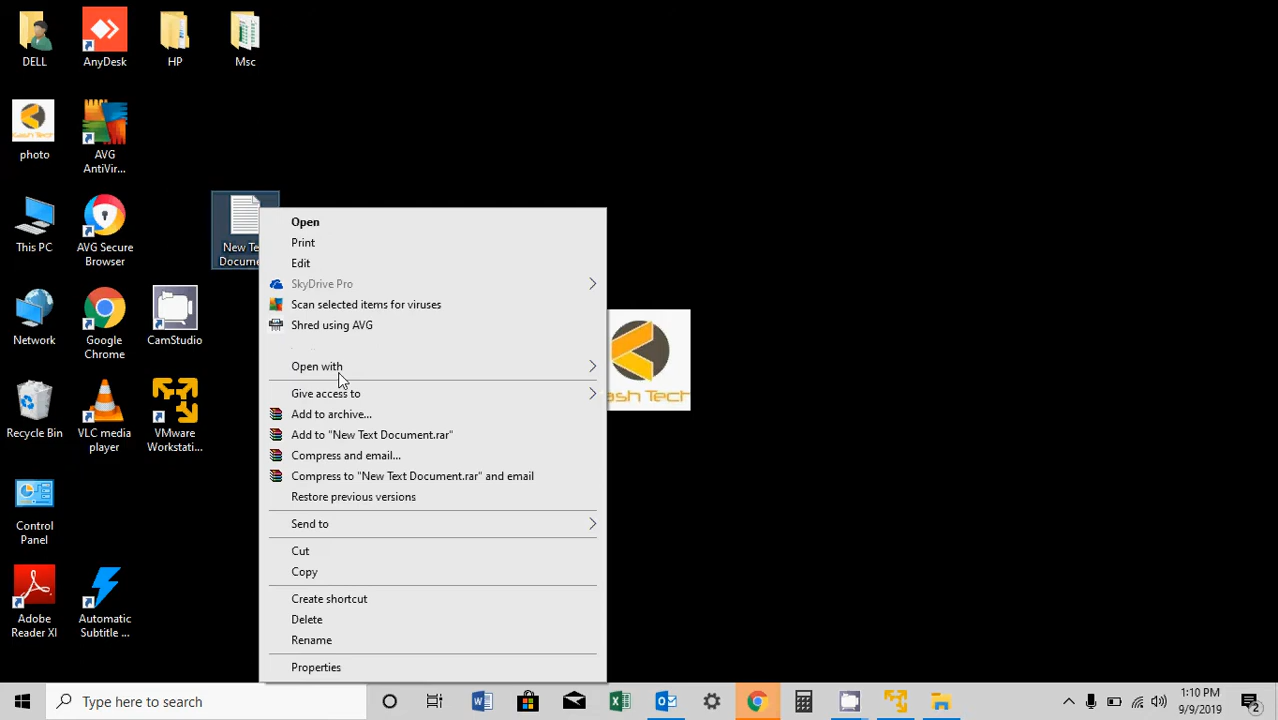 DELL
AnyDesk
HP
Msc
photo
AVG
AntiVir...
This PC
AVG Secure
Browser
New Te
Docume
Network
Google
Chrome
CamStudio
Recycle Bin
VLC media
player
VMware
Workstati...
Control
Panel
Adobe
Reader XI
Automatic
Subtitle ...
Open
Print
Edit
SkyDrive Pro
Scan selected items for viruses
Shred using AVG
Open with
Give access to
Add to archive...
Add to "New Text Document.rar"
Compress and email...
Compress to "New Text Document.rar" and email
Restore previous versions
Send to
Cut
Copy
Create shortcut
Delete
Rename
Properties
ash Tech
Type here to search
1:10 PM
9/9/2019
2